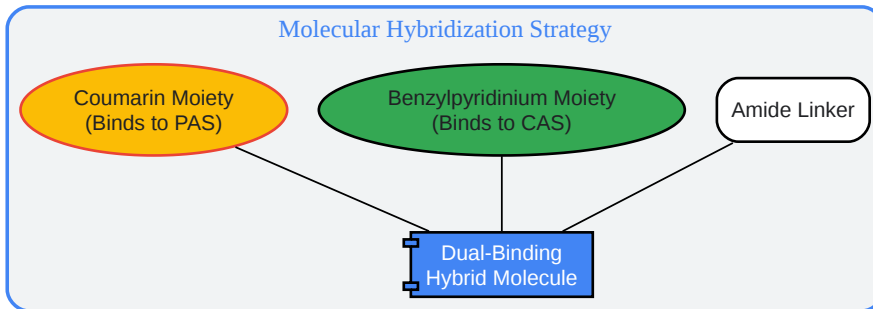 Molecular Hybridization Strategy
Coumarin Moiety
(Binds to PAS)
Benzylpyridinium Moiety
(Binds to CAS)
Amide Linker
Dual-Binding
Hybrid Molecule